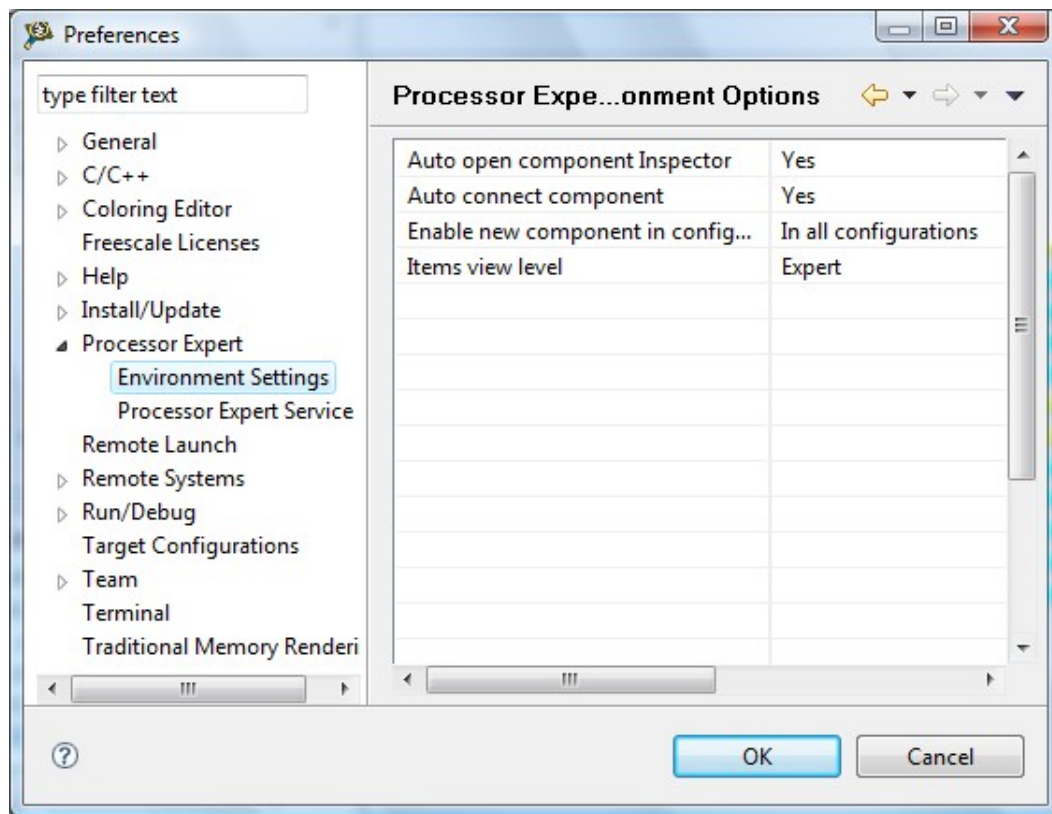 Preferences
type filter text
General
C/C++
Coloring Editor
Freescale Licenses
Help
Install/Update
Processor Expert
Environment Settings
Processor Expert Service
Remote Launch
Remote Systems
Run/Debug
Target Configurations
Team
Terminal
Traditional Memory Renderi
Processor Expe...onment Options
Auto open component Inspector Yes
Auto connect component Yes
Enable new component in config... In all configurations
Items view level Expert
OK Cancel